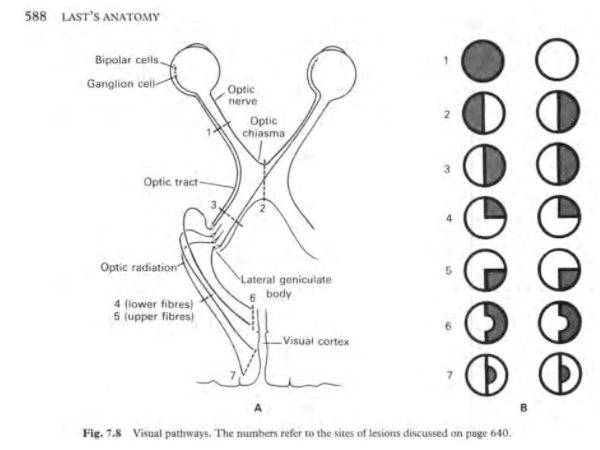 588 LAST'S ANATOMY
Bipolar cells
Ganglion cell
Optic
nerve
Optic
chiasma
1
Optic tract
3
2
Optic radiation
Lateral geniculate
body
4 (lower fibres)
5 (upper fibres)
6
Visual cortex
7
A
1
2
3
4
5
6
7
B
Fig. 7.8 Visual pathways. The numbers refer to the sites of lesions discussed on page 640.